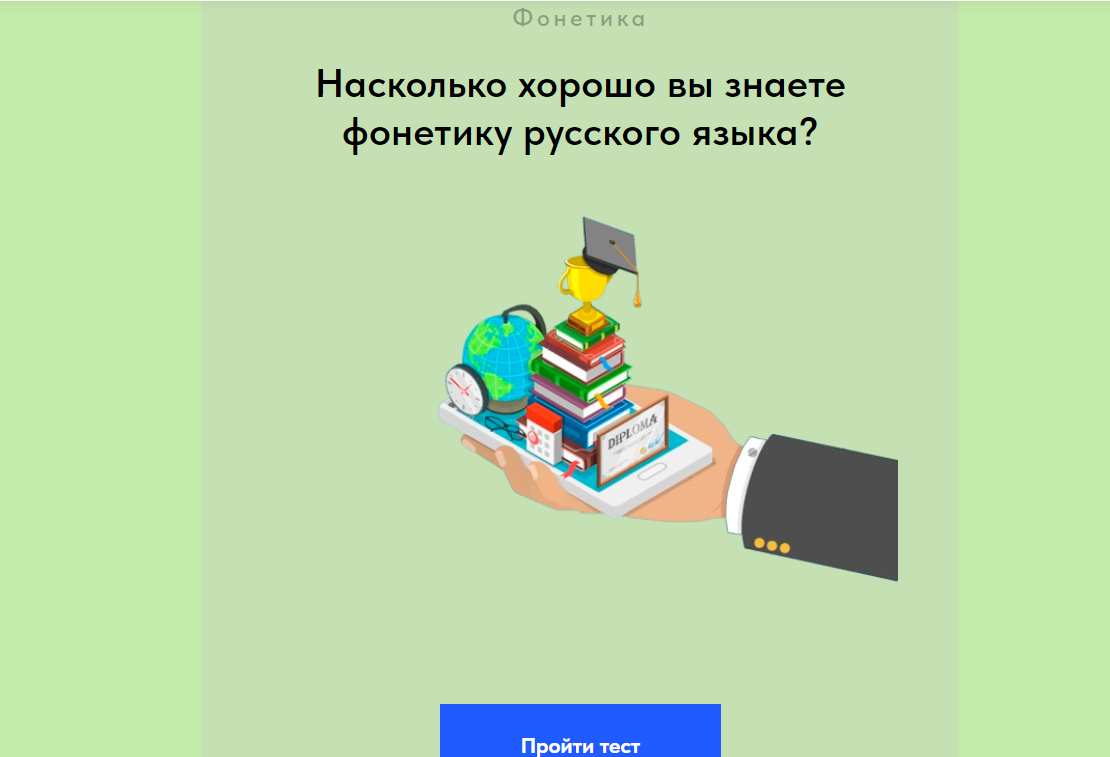 Фонетика
Насколько хорошо вы знаете
фонетику русского языка?
DIPLOMA
Пройти тест